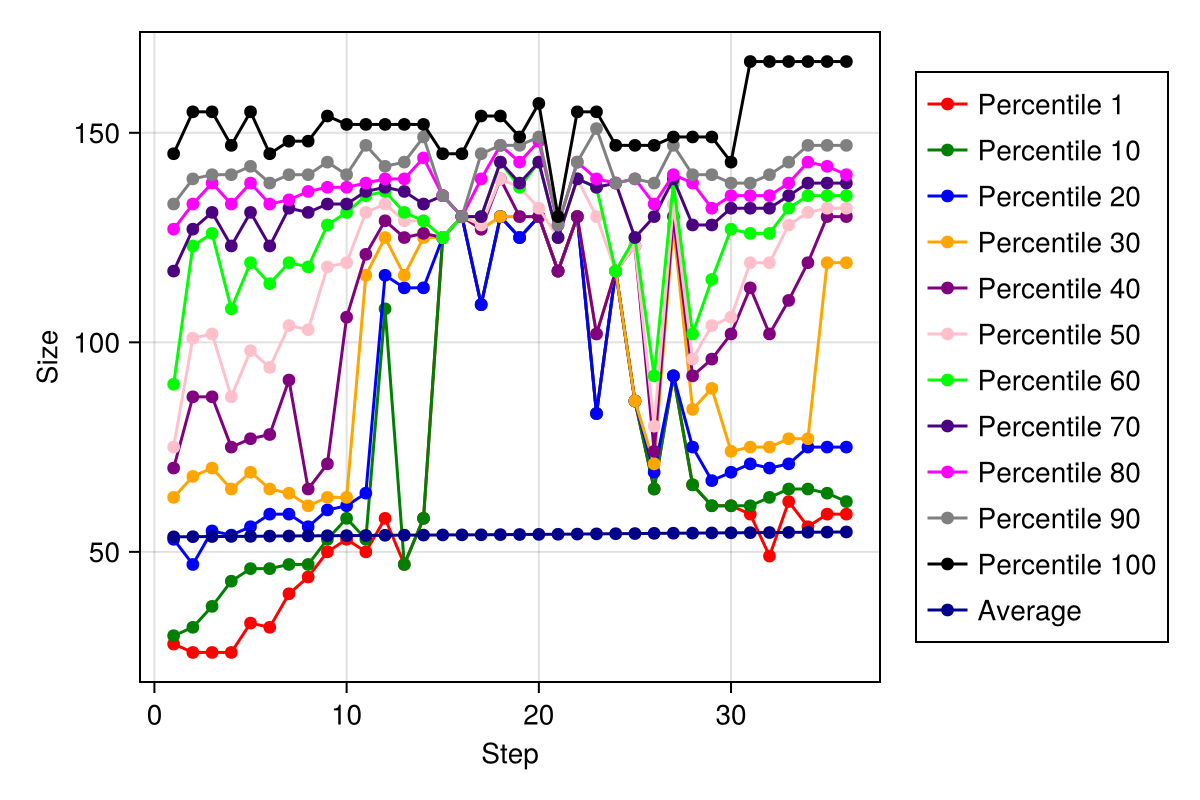 150
100
50
Size
0
10
20
30
Step
Percentile 1
Percentile 10
Percentile 20
Percentile 30
Percentile 40
Percentile 50
Percentile 60
Percentile 70
Percentile 80
Percentile 90
Percentile 100
Average